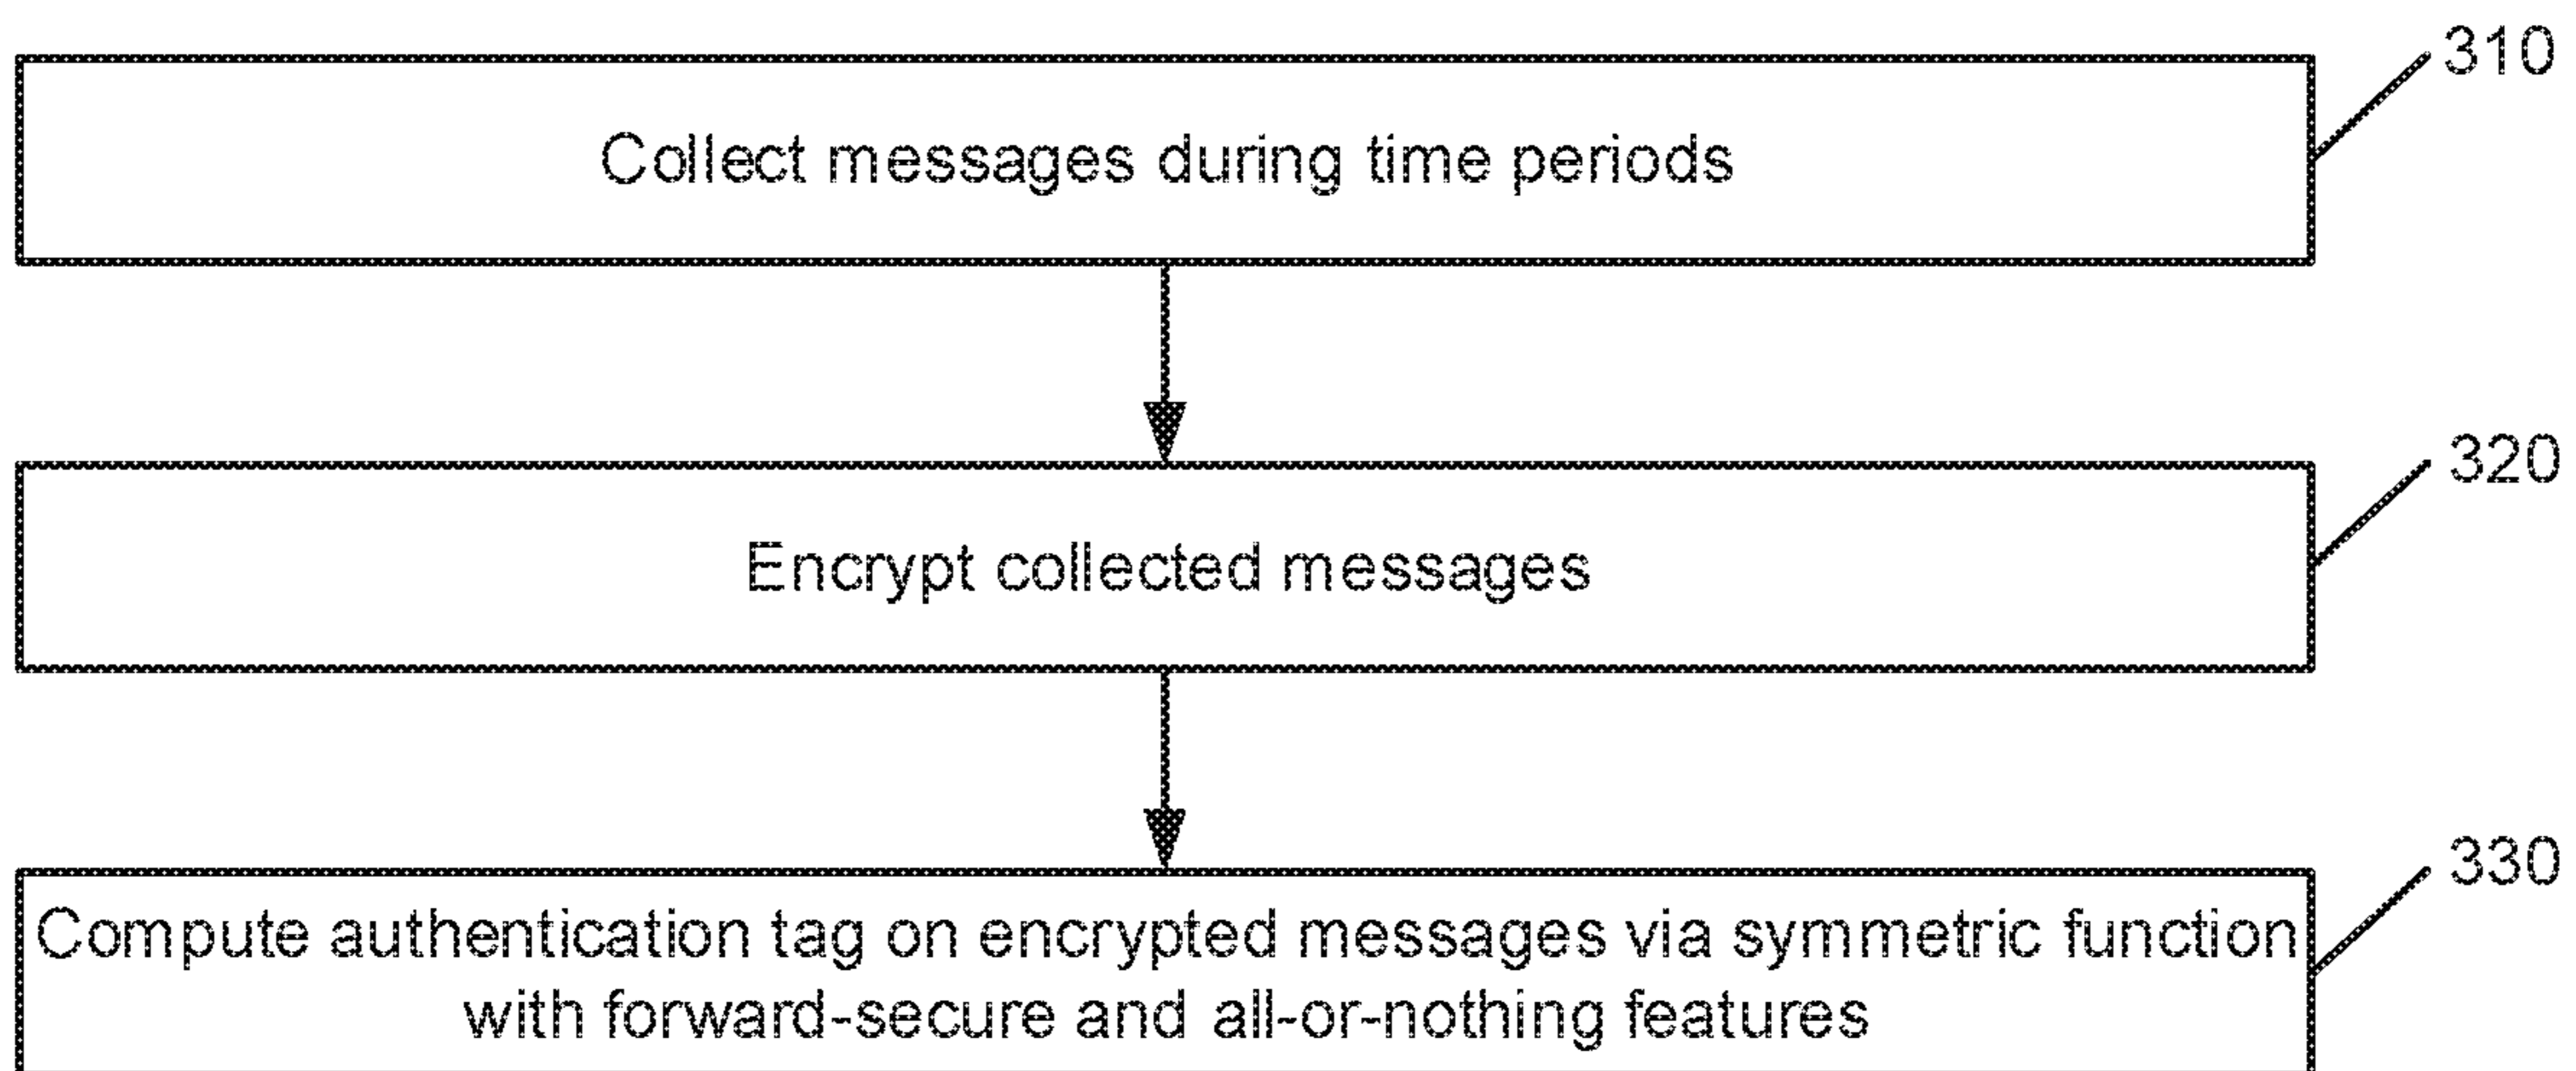 310
Collect messages during time periods
320
Encrypt collected messages
330
Compute authentication tag on encrypted messages via symmetric function
with forward-secure and all-or-nothing features